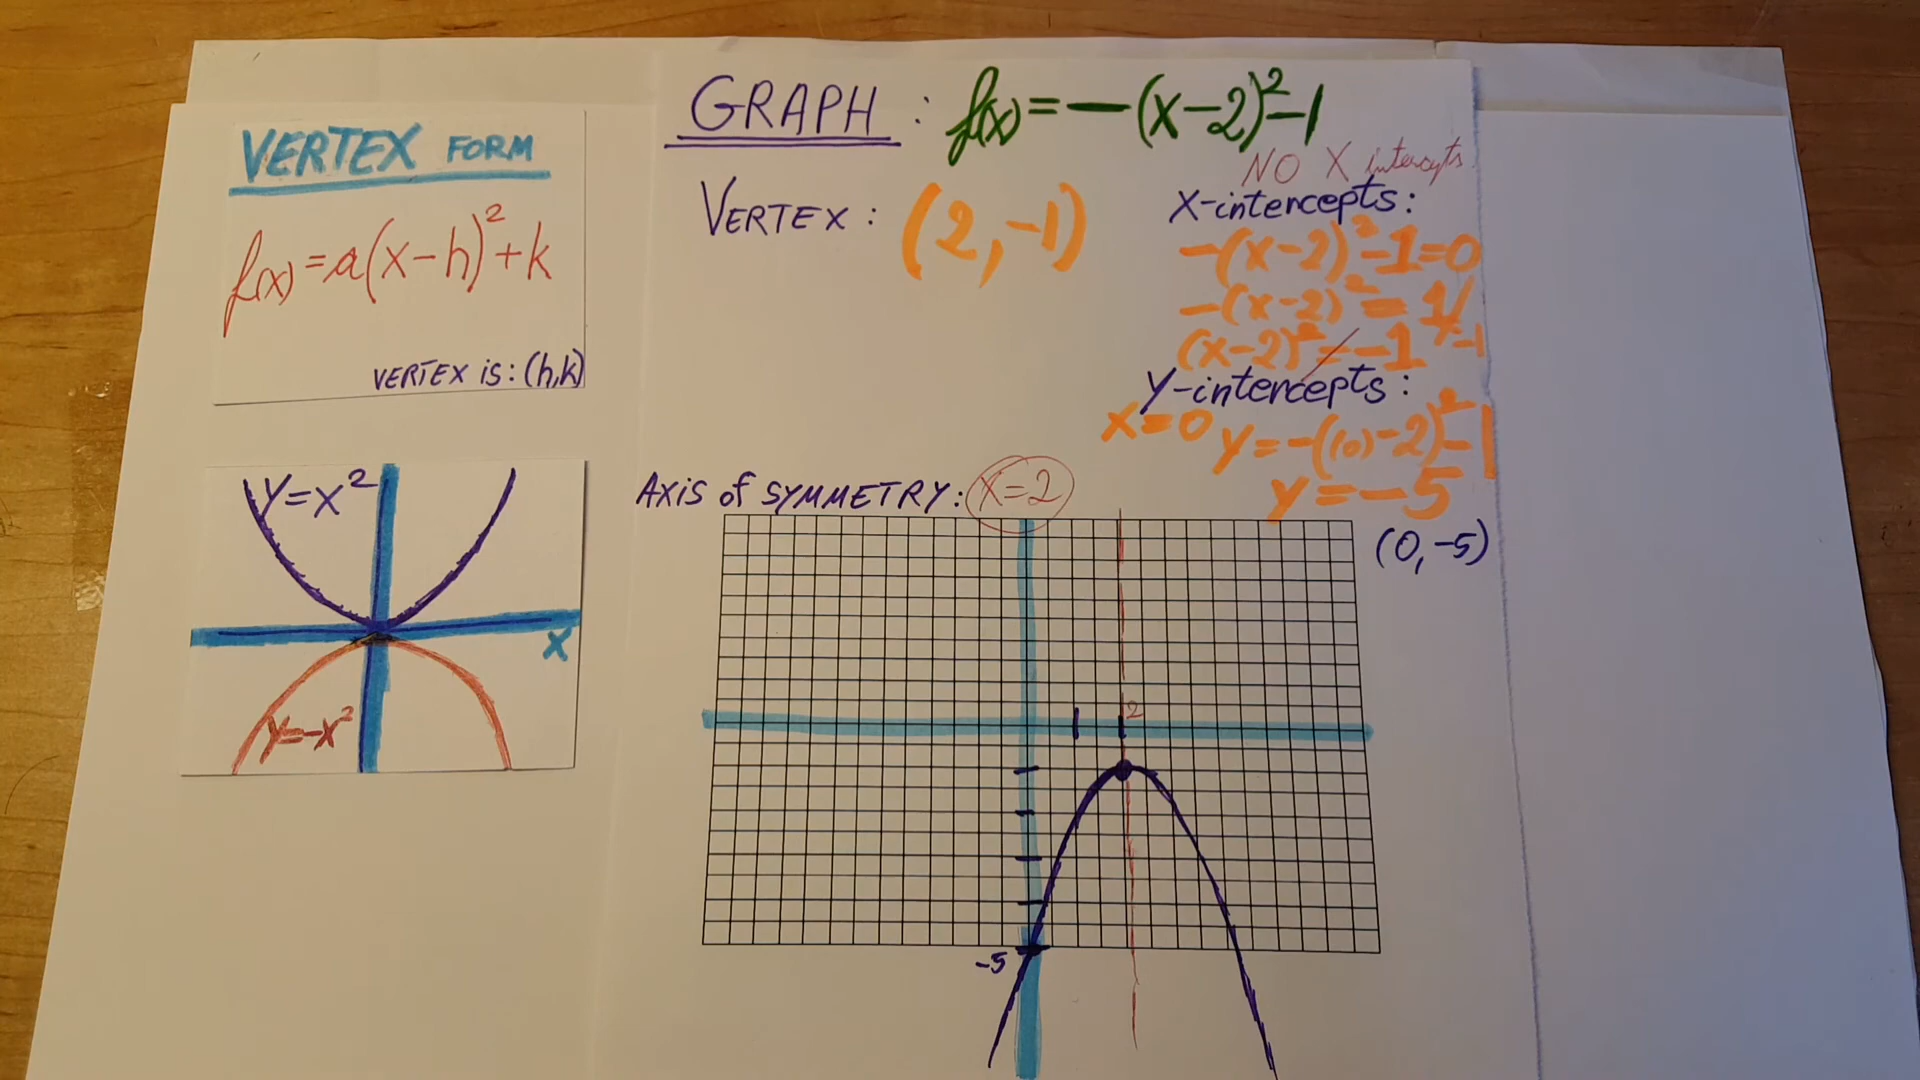 VERTEX FORM
f(x)=a(x-h)²+k
VERTEX is: (h,k)
y=x²
x
y=-x²
GRAPH : f(x)=-(x-2)²-1
VERTEX : (2,-1)
NO X intercepts
X-intercepts:
-(x-2)²-1=0
-(x-2)²=1/
(x-2)²=-1
Y-intercepts:
x=0 y=-((0)-2)²-1
y=-5
(0,-5)
Axis of SYMMETRY: x=2
2
-5